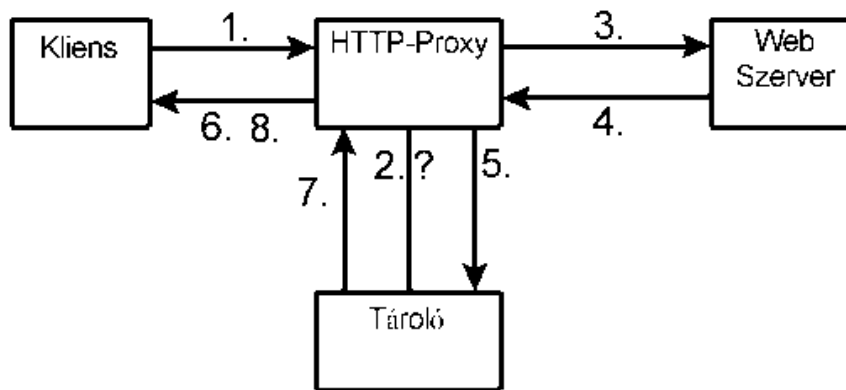 Kliens
1.
HTTP-Proxy
3.
Web
Szerver
6. 8.
4.
7.
2. ?
5.
Tároló